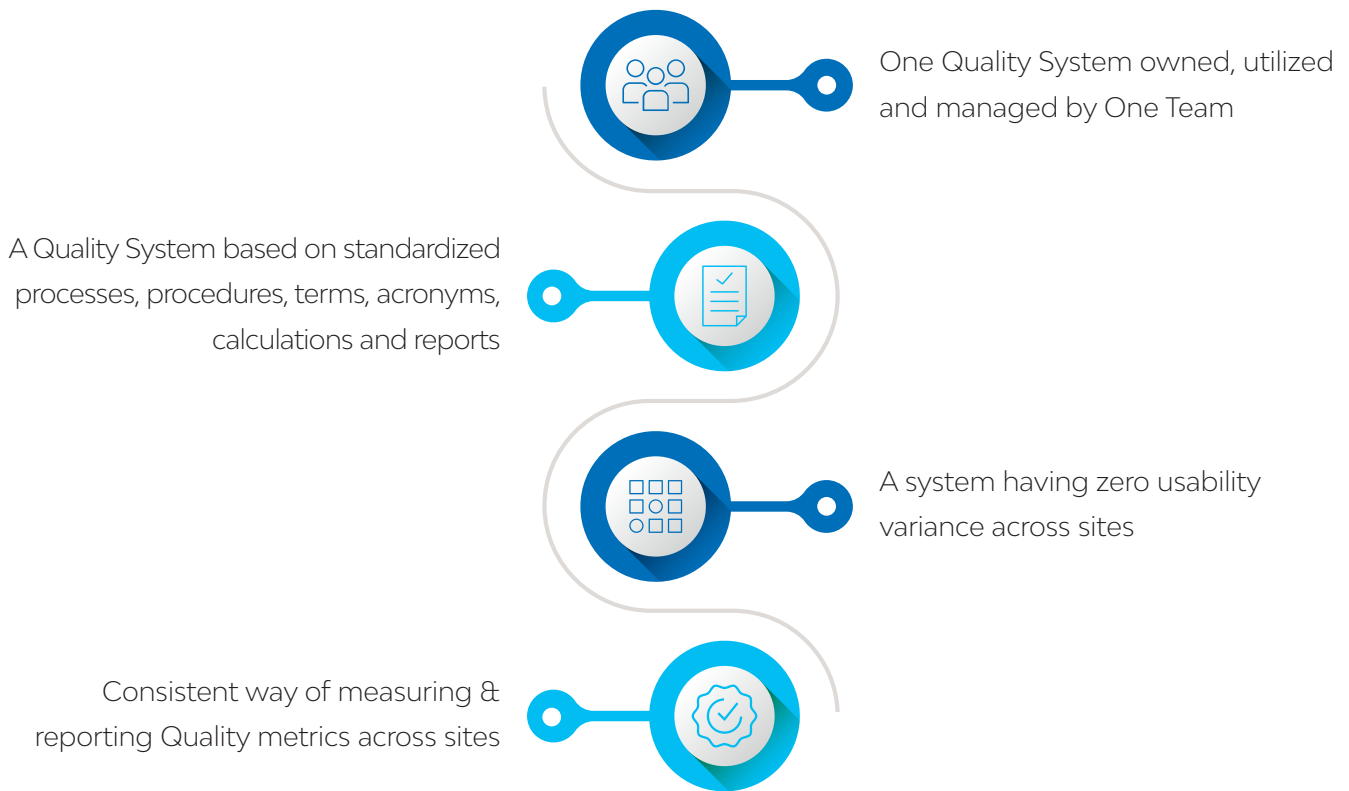 One Quality System owned, utilized
and managed by One Team
A Quality System based on standardized
processes, procedures, terms, acronyms,
calculations and reports
A system having zero usability
variance across sites
Consistent way of measuring &
reporting Quality metrics across sites